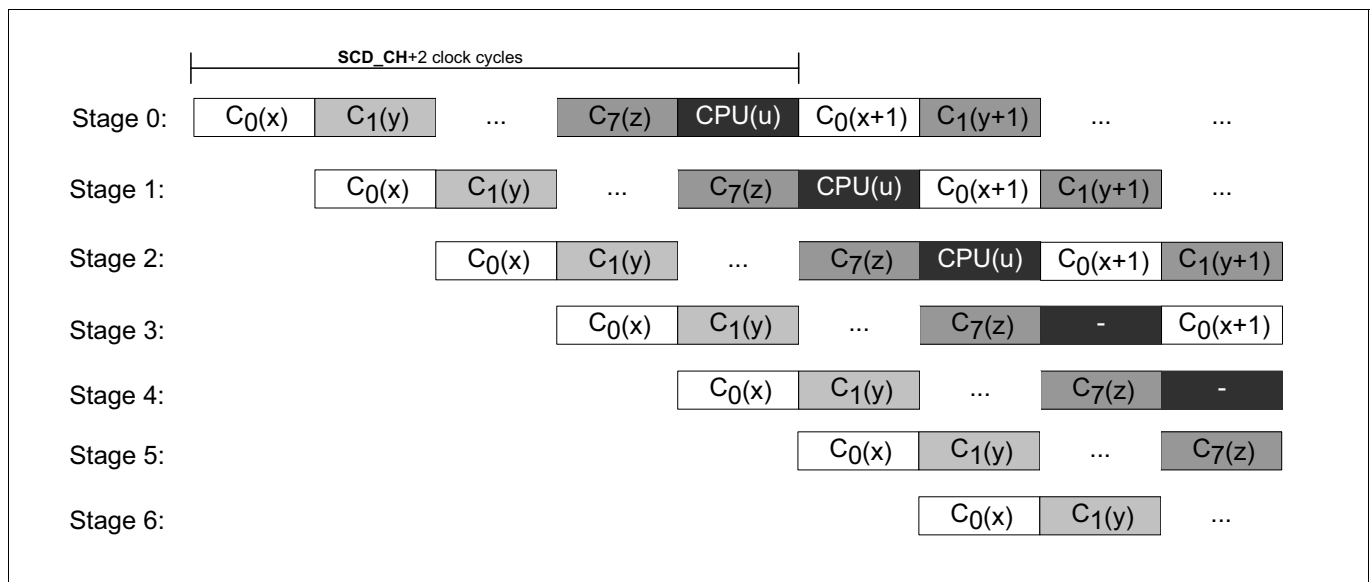 SCD_CH+2 clock cycles
Stage 0: C0(x) C1(y) ... C7(z) CPU(u) C0(x+1) C1(y+1) ... ...
Stage 1: C0(x) C1(y) ... C7(z) CPU(u) C0(x+1) C1(y+1) ...
Stage 2: C0(x) C1(y) ... C7(z) CPU(u) C0(x+1) C1(y+1)
Stage 3: C0(x) C1(y) ... C7(z) - C0(x+1)
Stage 4: C0(x) C1(y) ... C7(z) -
Stage 5: C0(x) C1(y) ... C7(z)
Stage 6: C0(x) C1(y) ...